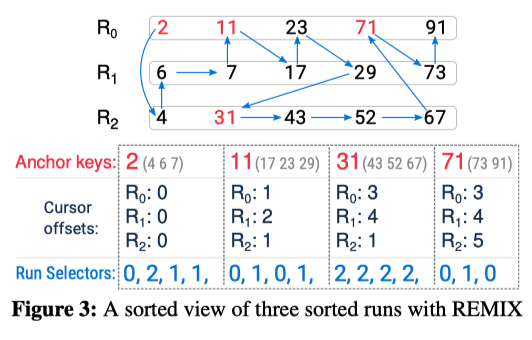 R0 2 11 23 71 91
R1 6 7 17 29 73
R2 4 31 43 52 67
Anchor keys: 2 (4 6 7) 11 (17 23 29) 31 (43 52 67) 71 (73 91)
Cursor offsets:
R0: 0 R0: 1 R0: 3 R0: 3
R1: 0 R1: 2 R1: 4 R1: 4
R2: 0 R2: 1 R2: 1 R2: 5
Run Selectors: 0, 2, 1, 1, 0, 1, 0, 1, 2, 2, 2, 2, 0, 1, 0
Figure 3: A sorted view of three sorted runs with REMIX